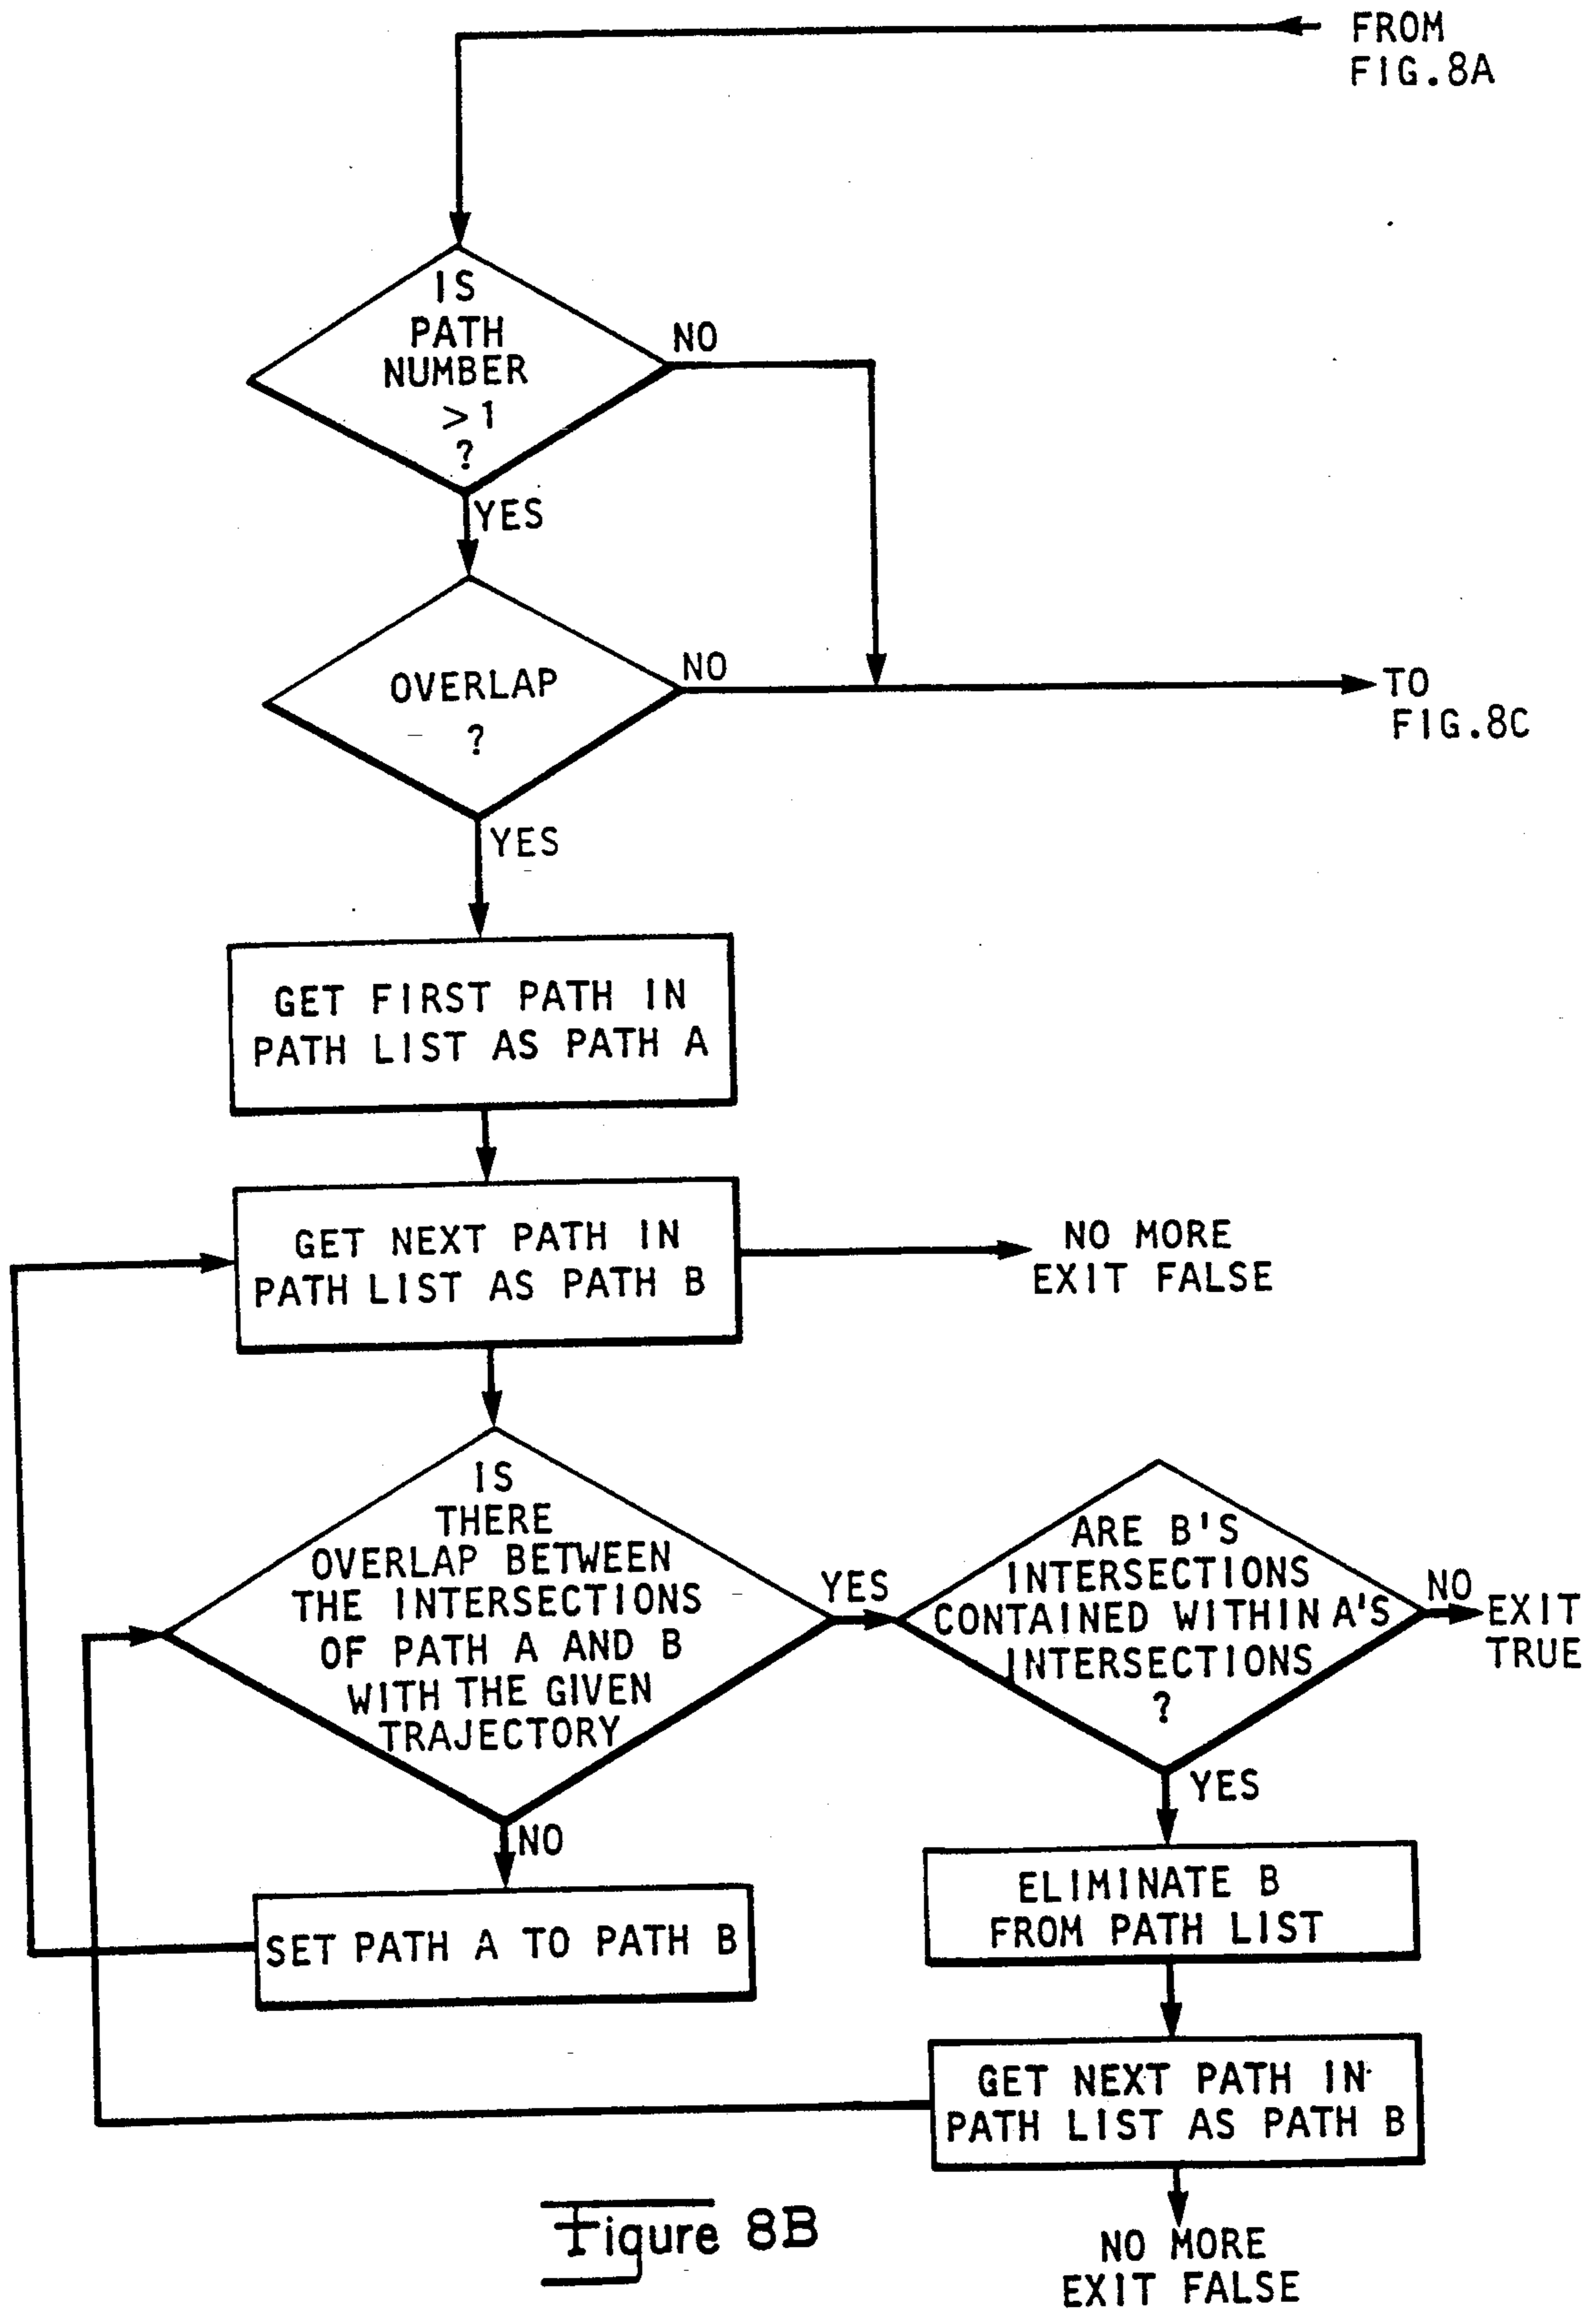 FROM
FIG.8A
IS
PATH
NUMBER
>1
?
NO
YES
OVERLAP
?
NO
TO
FIG.8C
YES
GET FIRST PATH IN
PATH LIST AS PATH A
GET NEXT PATH IN
PATH LIST AS PATH B
NO MORE
EXIT FALSE
IS
THERE
OVERLAP BETWEEN
THE INTERSECTIONS
OF PATH A AND B
WITH THE GIVEN
TRAJECTORY
YES
ARE B'S
INTERSECTIONS
CONTAINED WITHIN A'S
INTERSECTIONS
?
NO
EXIT
TRUE
NO
YES
SET PATH A TO PATH B
ELIMINATE B
FROM PATH LIST
GET NEXT PATH IN
PATH LIST AS PATH B
NO MORE
EXIT FALSE
Figure 8B